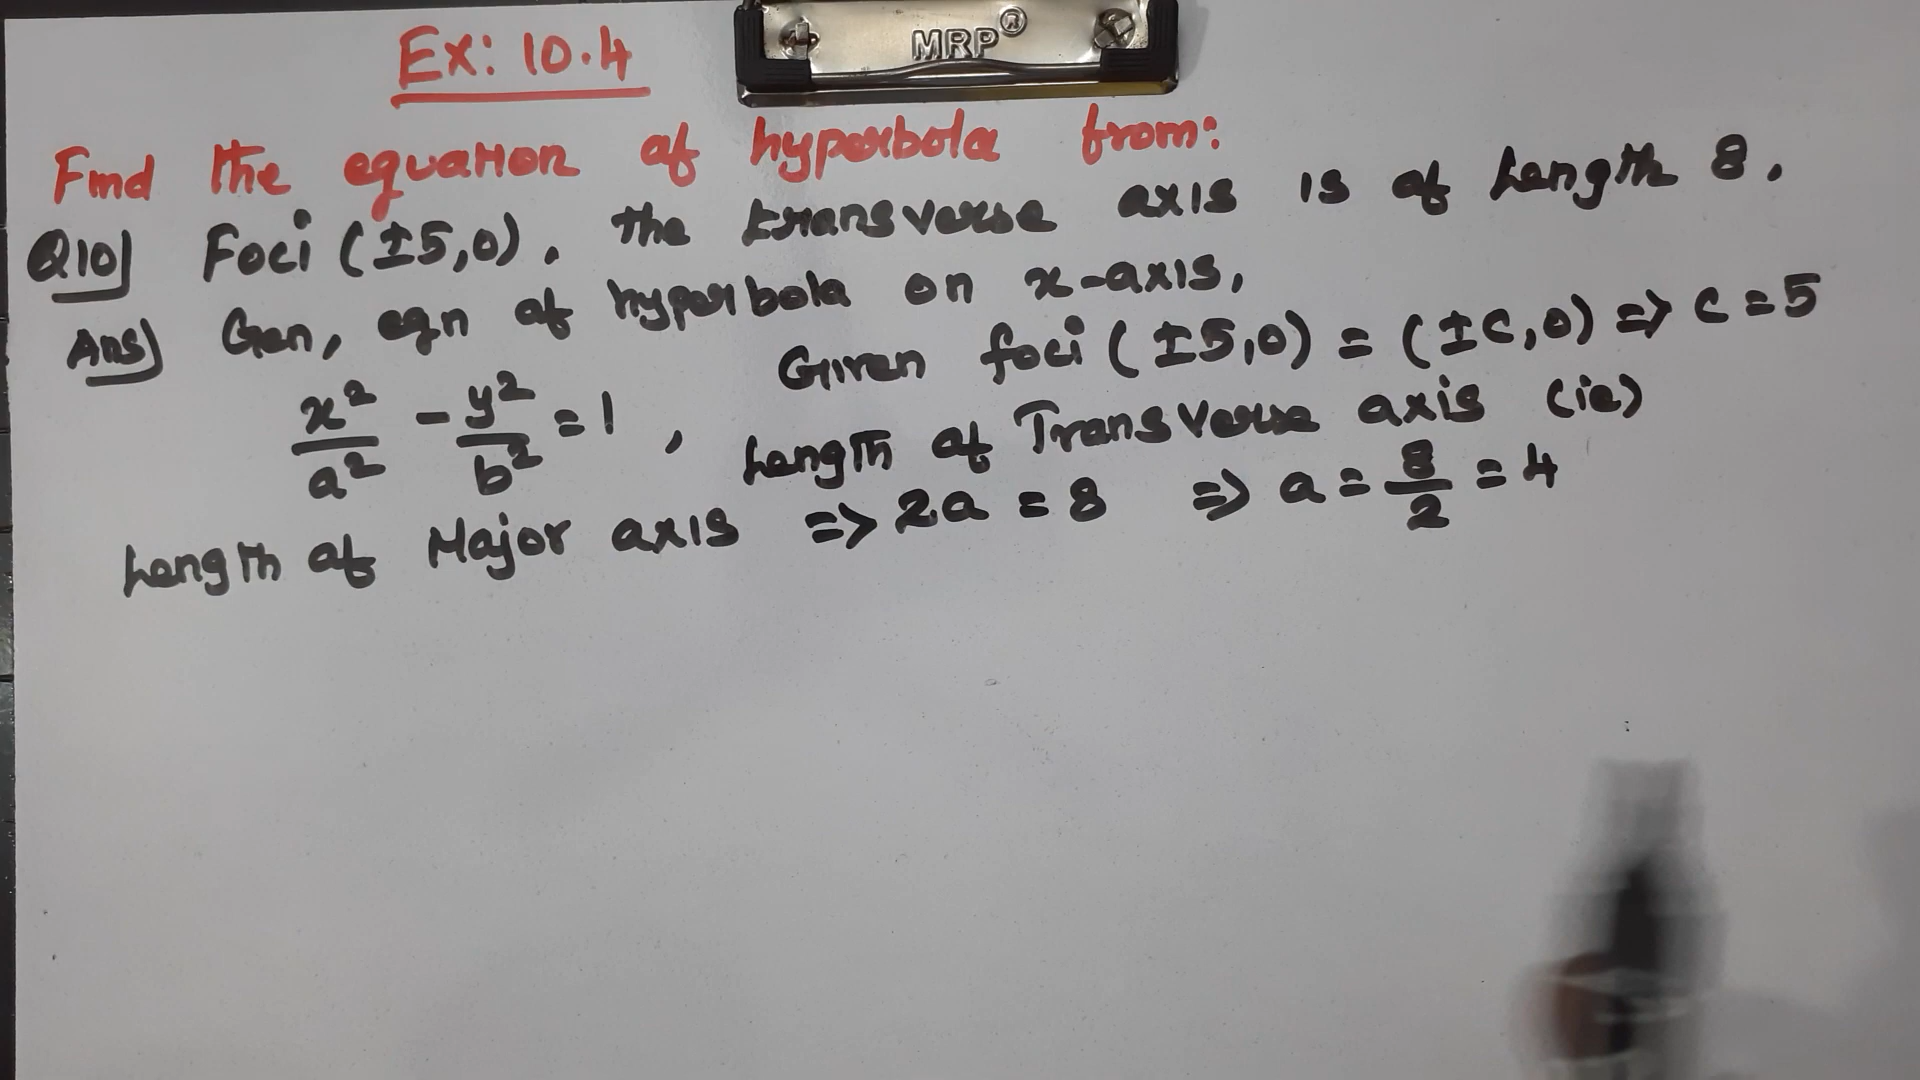 MRP®
Ex: 10.4
Find the equation of hyperbola from:
Q10) Foci (±5,0), the transverse axis is of length 8.
Ans) Gen, eqn of hyperbola on x-axis,
x²/a² - y²/b² = 1, Given foci (±5,0) = (±c,0) => c = 5
Length of Transverse axis (ie)
Length of Major axis => 2a = 8 => a = 8/2 = 4